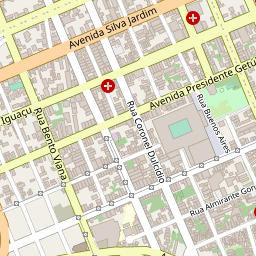 Avenida Silva Jardim
Avenida Presidente Getú
Iguaçu
Rua Bento Viana
Rua Coronel Dulcídio
Rua Buenos Aires
Rua Almirante Gon